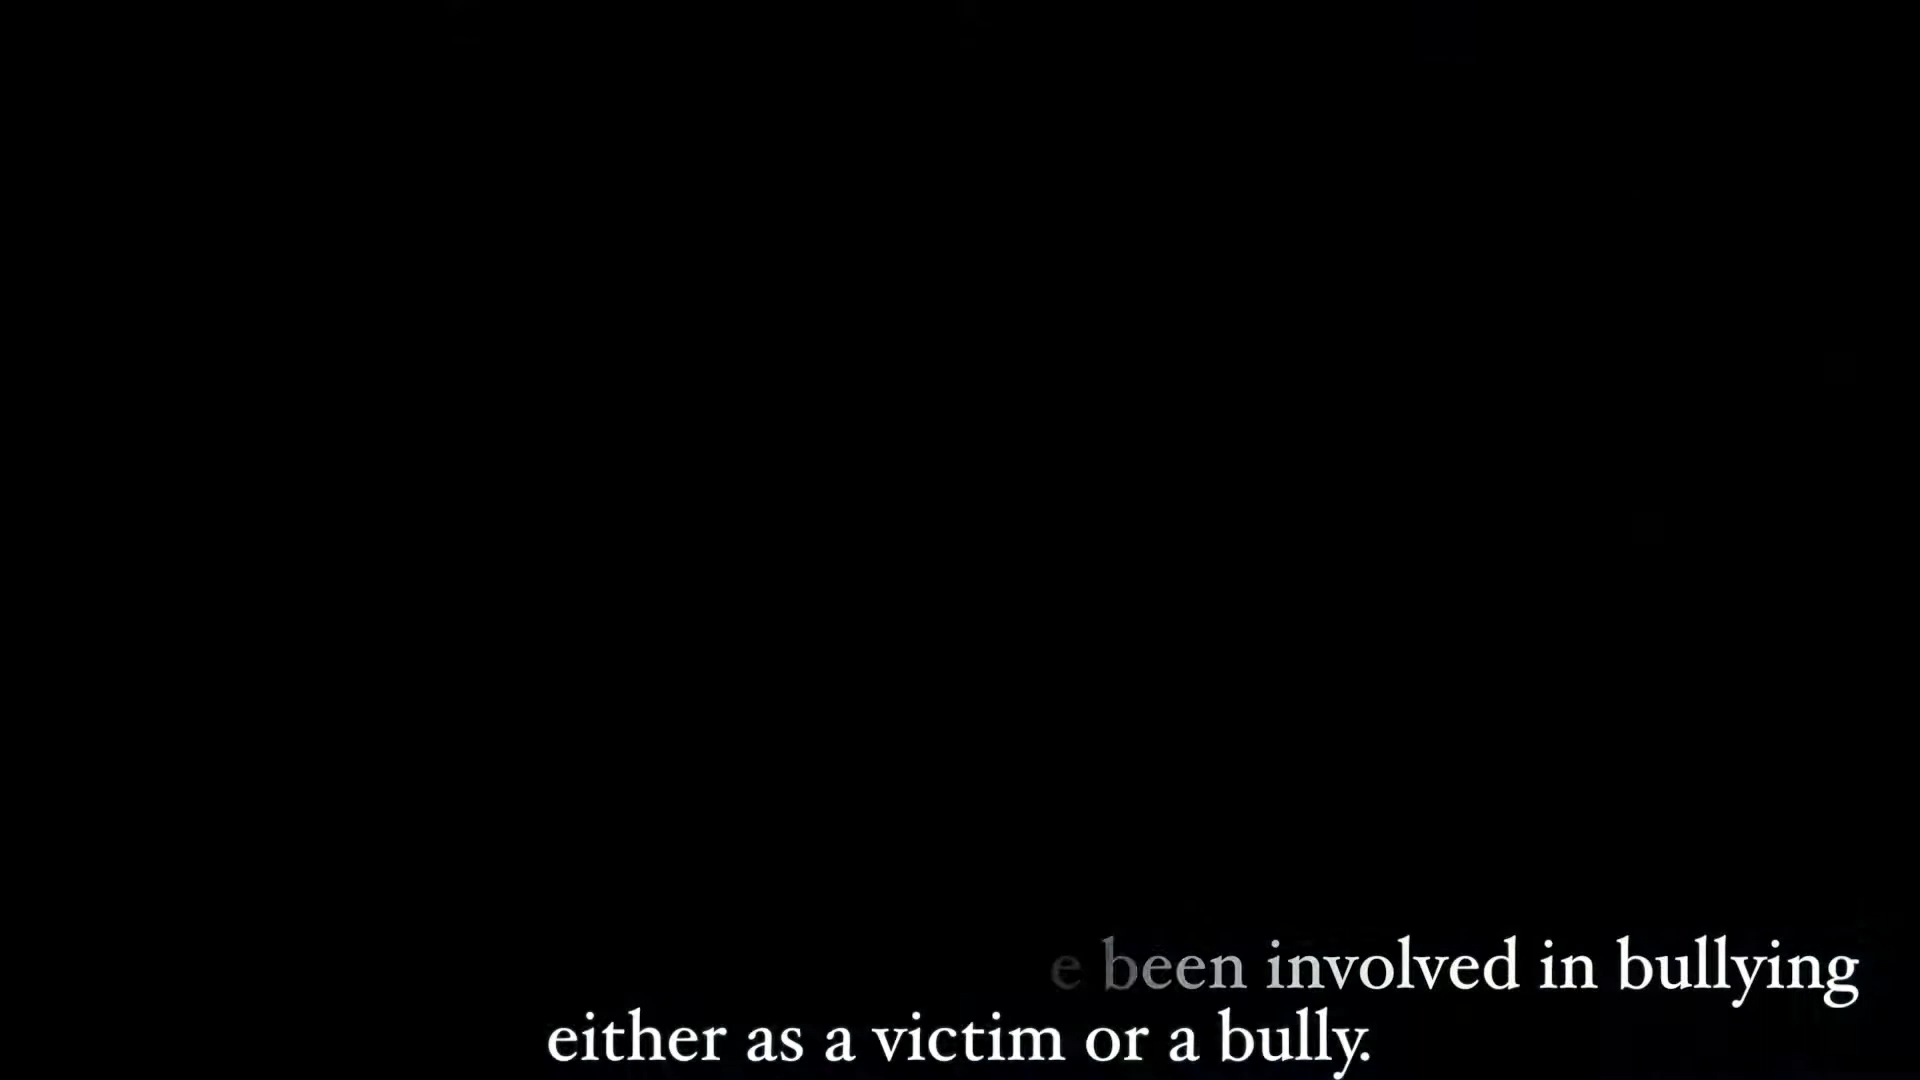 been involved in bullying
either as a victim or a bully.